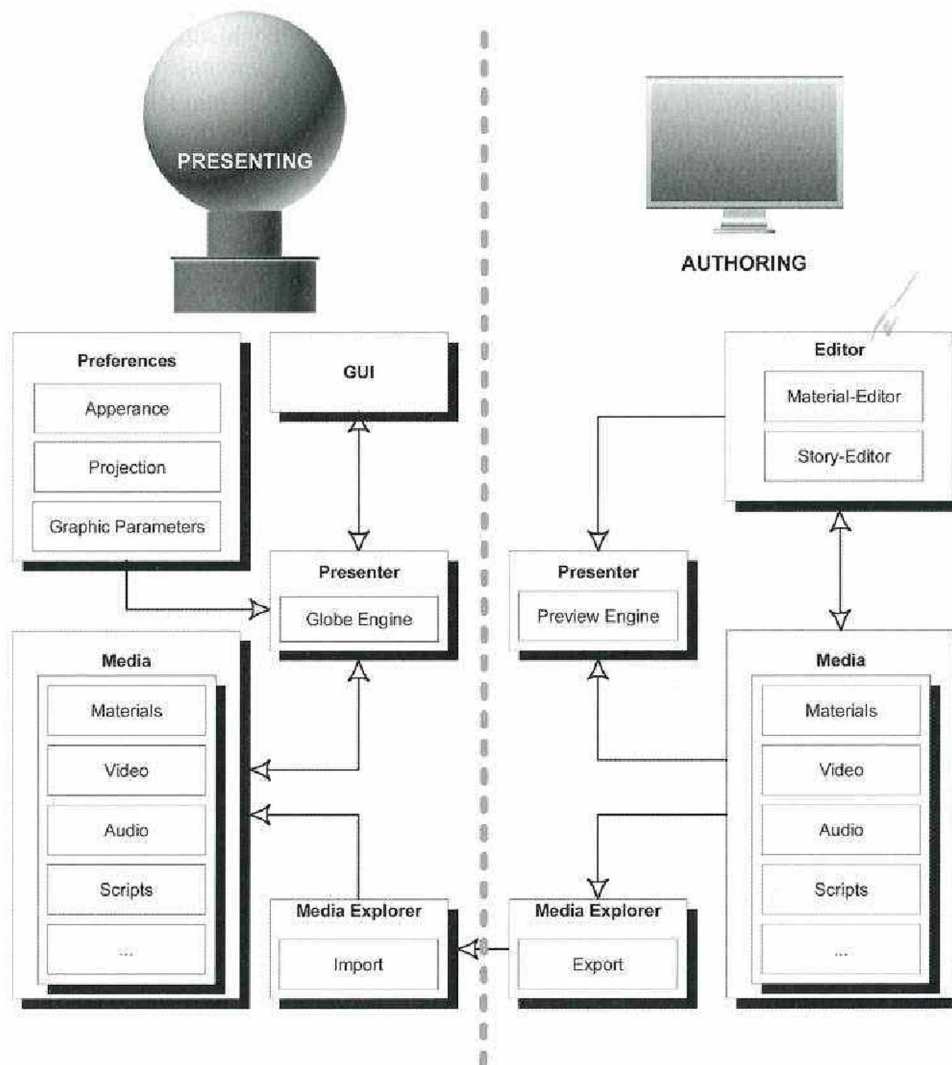 PRESENTING
AUTHORING
Preferences
Apperance
Projection
Graphic Parameters
GUI
Presenter
Globe Engine
Media
Materials
Video
Audio
Scripts
...
Media Explorer
Import
Editor
Material-Editor
Story-Editor
Presenter
Preview Engine
Media
Materials
Video
Audio
Scripts
...
Media Explorer
Export